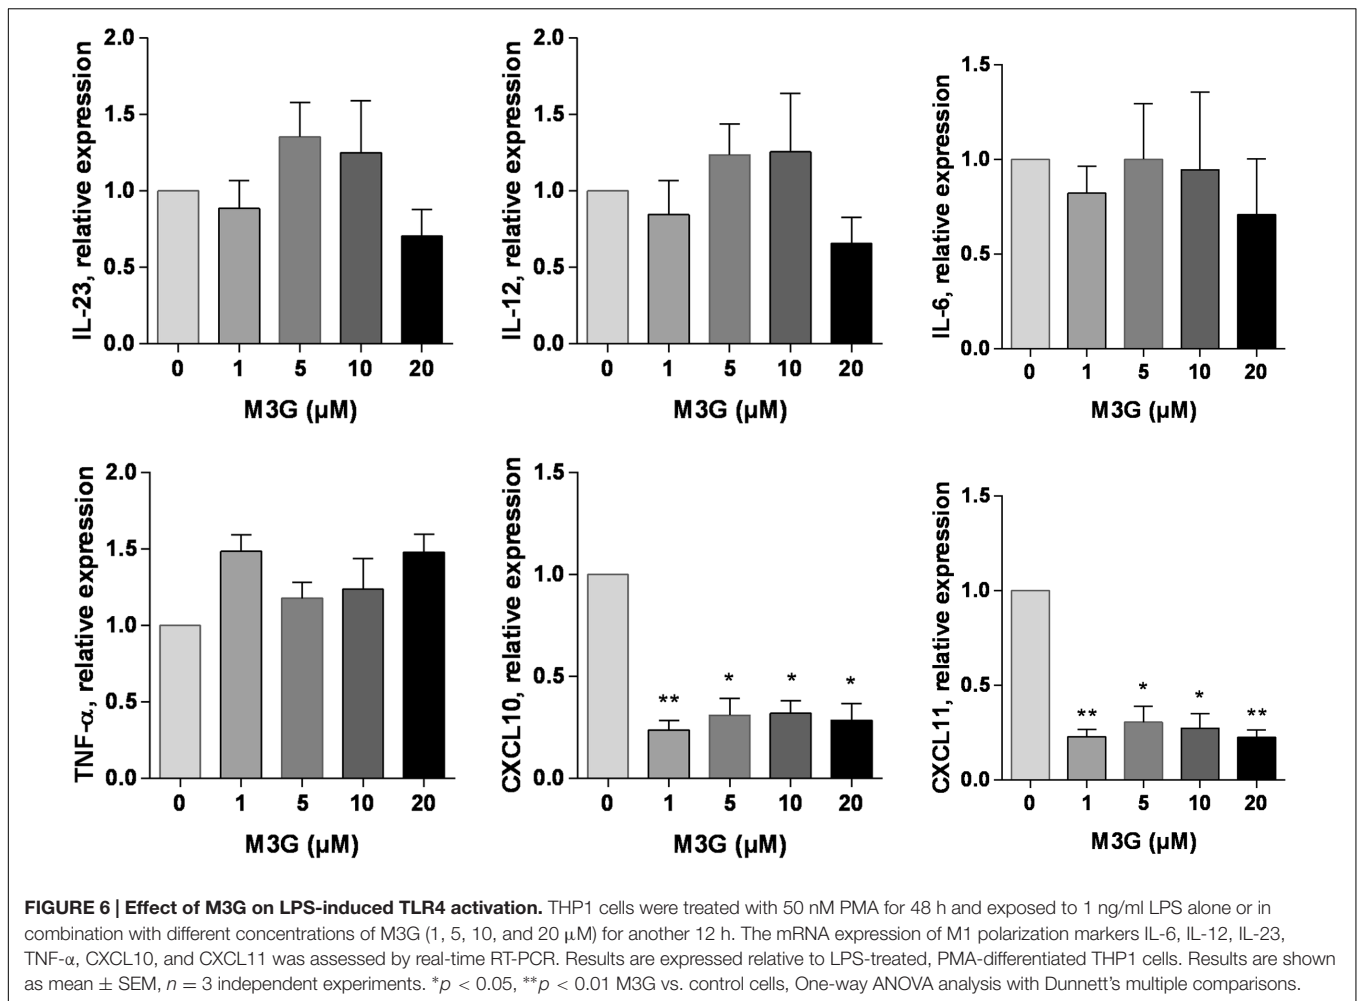 IL-23, relative expression
2.0
1.5
1.0
0.5
0.0
0 1 5 10 20
M3G (μM)
IL-12, relative expression
2.0
1.5
1.0
0.5
0.0
0 1 5 10 20
M3G (μM)
IL-6, relative expression
1.5
1.0
0.5
0.0
0 1 5 10 20
M3G (μM)
TNF-α, relative expression
2.0
1.5
1.0
0.5
0.0
0 1 5 10 20
M3G (μM)
CXCL10, relative expression
1.5
1.0
0.5
0.0
** * * *
0 1 5 10 20
M3G (μM)
CXCL11, relative expression
1.5
1.0
0.5
0.0
** * * **
0 1 5 10 20
M3G (μM)
FIGURE 6 | Effect of M3G on LPS-induced TLR4 activation. THP1 cells were treated with 50 nM PMA for 48 h and exposed to 1 ng/ml LPS alone or in
combination with different concentrations of M3G (1, 5, 10, and 20 μM) for another 12 h. The mRNA expression of M1 polarization markers IL-6, IL-12, IL-23,
TNF-α, CXCL10, and CXCL11 was assessed by real-time RT-PCR. Results are expressed relative to LPS-treated, PMA-differentiated THP1 cells. Results are shown
as mean ± SEM, n = 3 independent experiments. *p < 0.05, **p < 0.01 M3G vs. control cells, One-way ANOVA analysis with Dunnett's multiple comparisons.